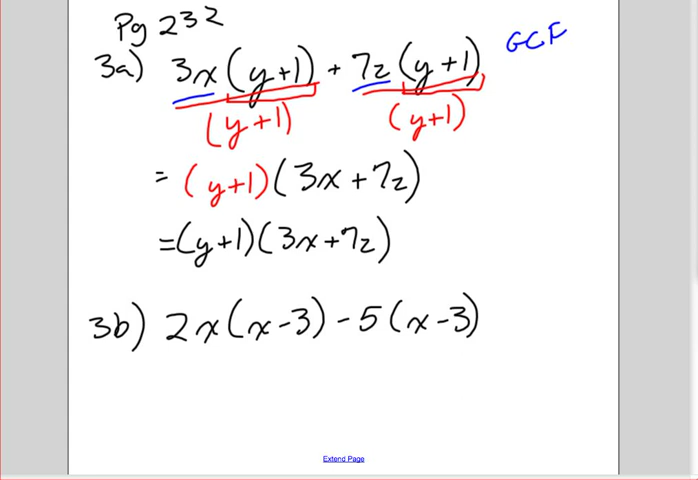 Pg 232
GCF
3a) 3x(y+1) + 7z(y+1)
(y+1) (y+1)
= (y+1)(3x+7z)
=(y+1)(3x+7z)
3b) 2x(x-3) - 5(x-3)
Extend Page